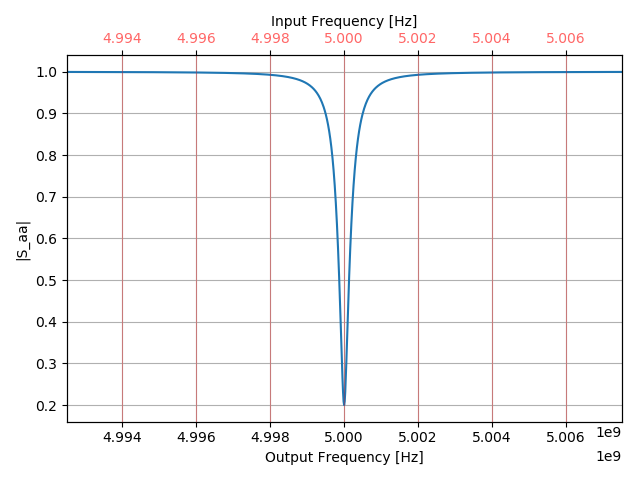 Input Frequency [Hz]
4.994 4.996 4.998 5.000 5.002 5.004 5.006
1.0
0.9
0.8
0.7
0.6
|S_aa|
0.5
0.4
0.3
0.2
4.994 4.996 4.998 5.000 5.002 5.004 5.006 1e9
Output Frequency [Hz] 1e9